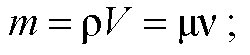 m = ρV = μν ;